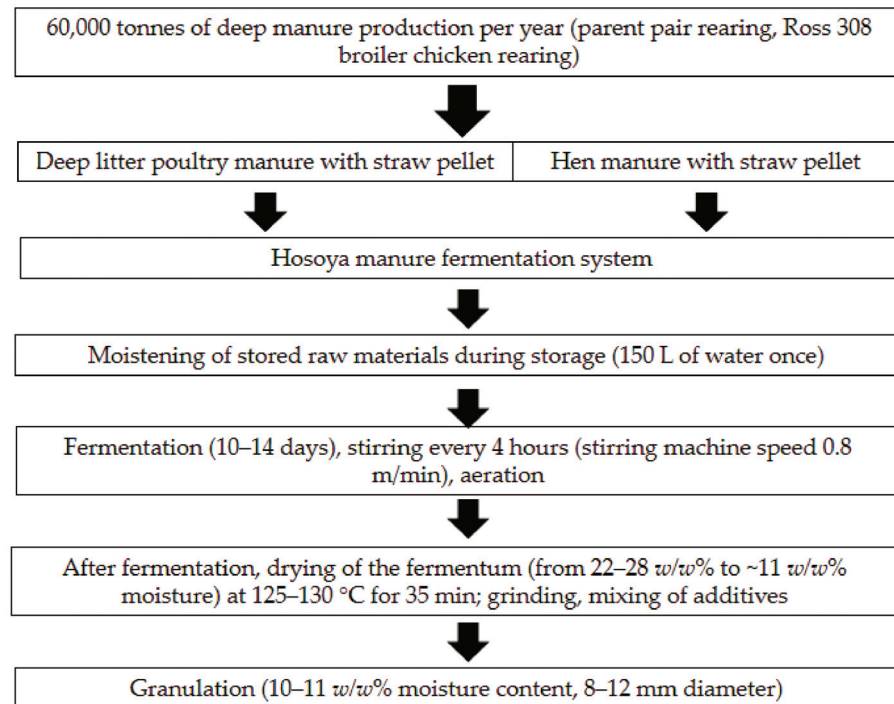 60,000 tonnes of deep manure production per year (parent pair rearing, Ross 308
broiler chicken rearing)
Deep litter poultry manure with straw pellet
Hen manure with straw pellet
Hosoya manure fermentation system
Moistening of stored raw materials during storage (150 L of water once)
Fermentation (10–14 days), stirring every 4 hours (stirring machine speed 0.8
m/min), aeration
After fermentation, drying of the fermentum (from 22–28 w/w% to ~11 w/w%
moisture) at 125–130 °C for 35 min; grinding, mixing of additives
Granulation (10–11 w/w% moisture content, 8–12 mm diameter)